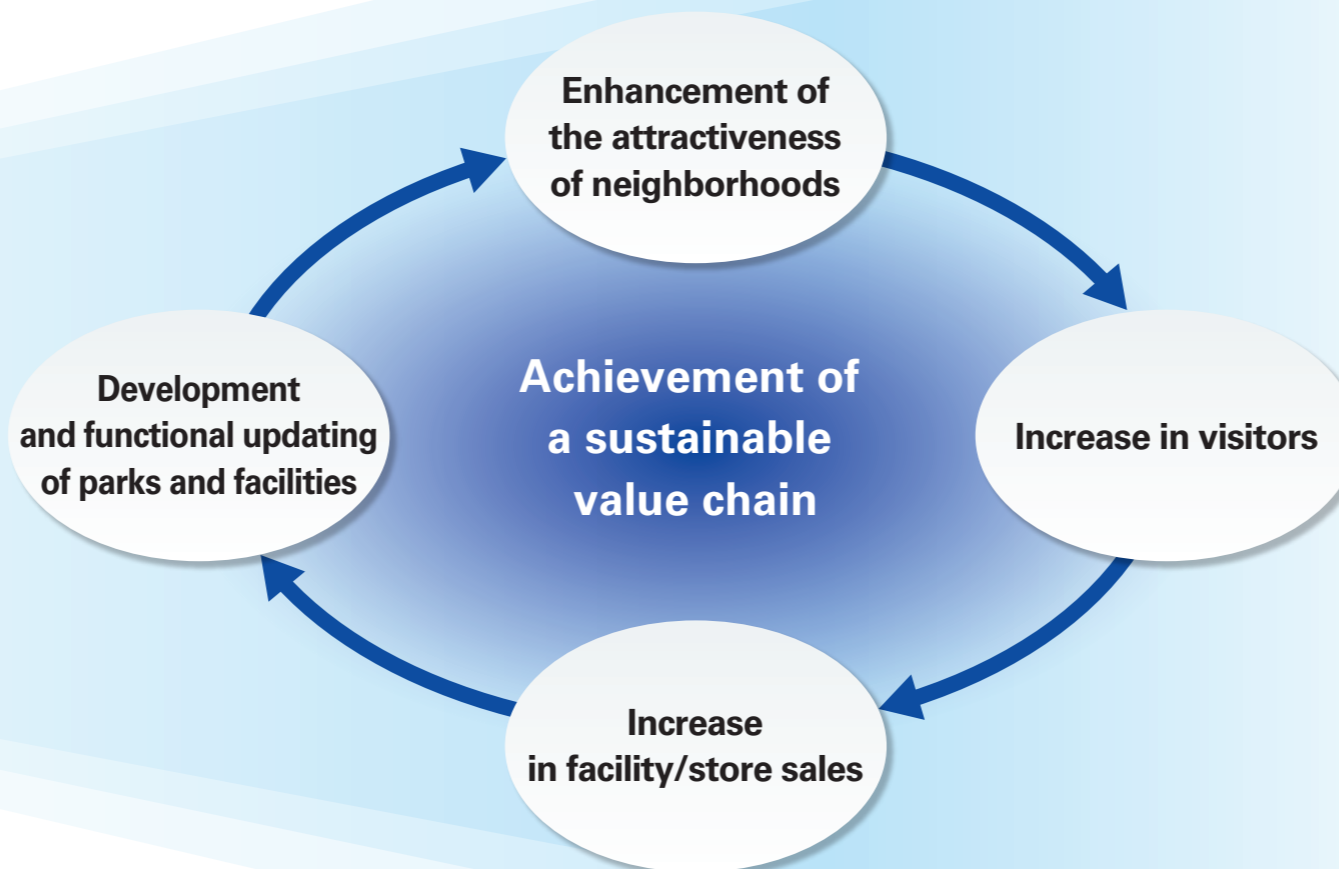 Enhancement of
the attractiveness
of neighborhoods
Development
and functional updating
of parks and facilities
Achievement of
a sustainable
value chain
Increase in visitors
Increase
in facility/store sales